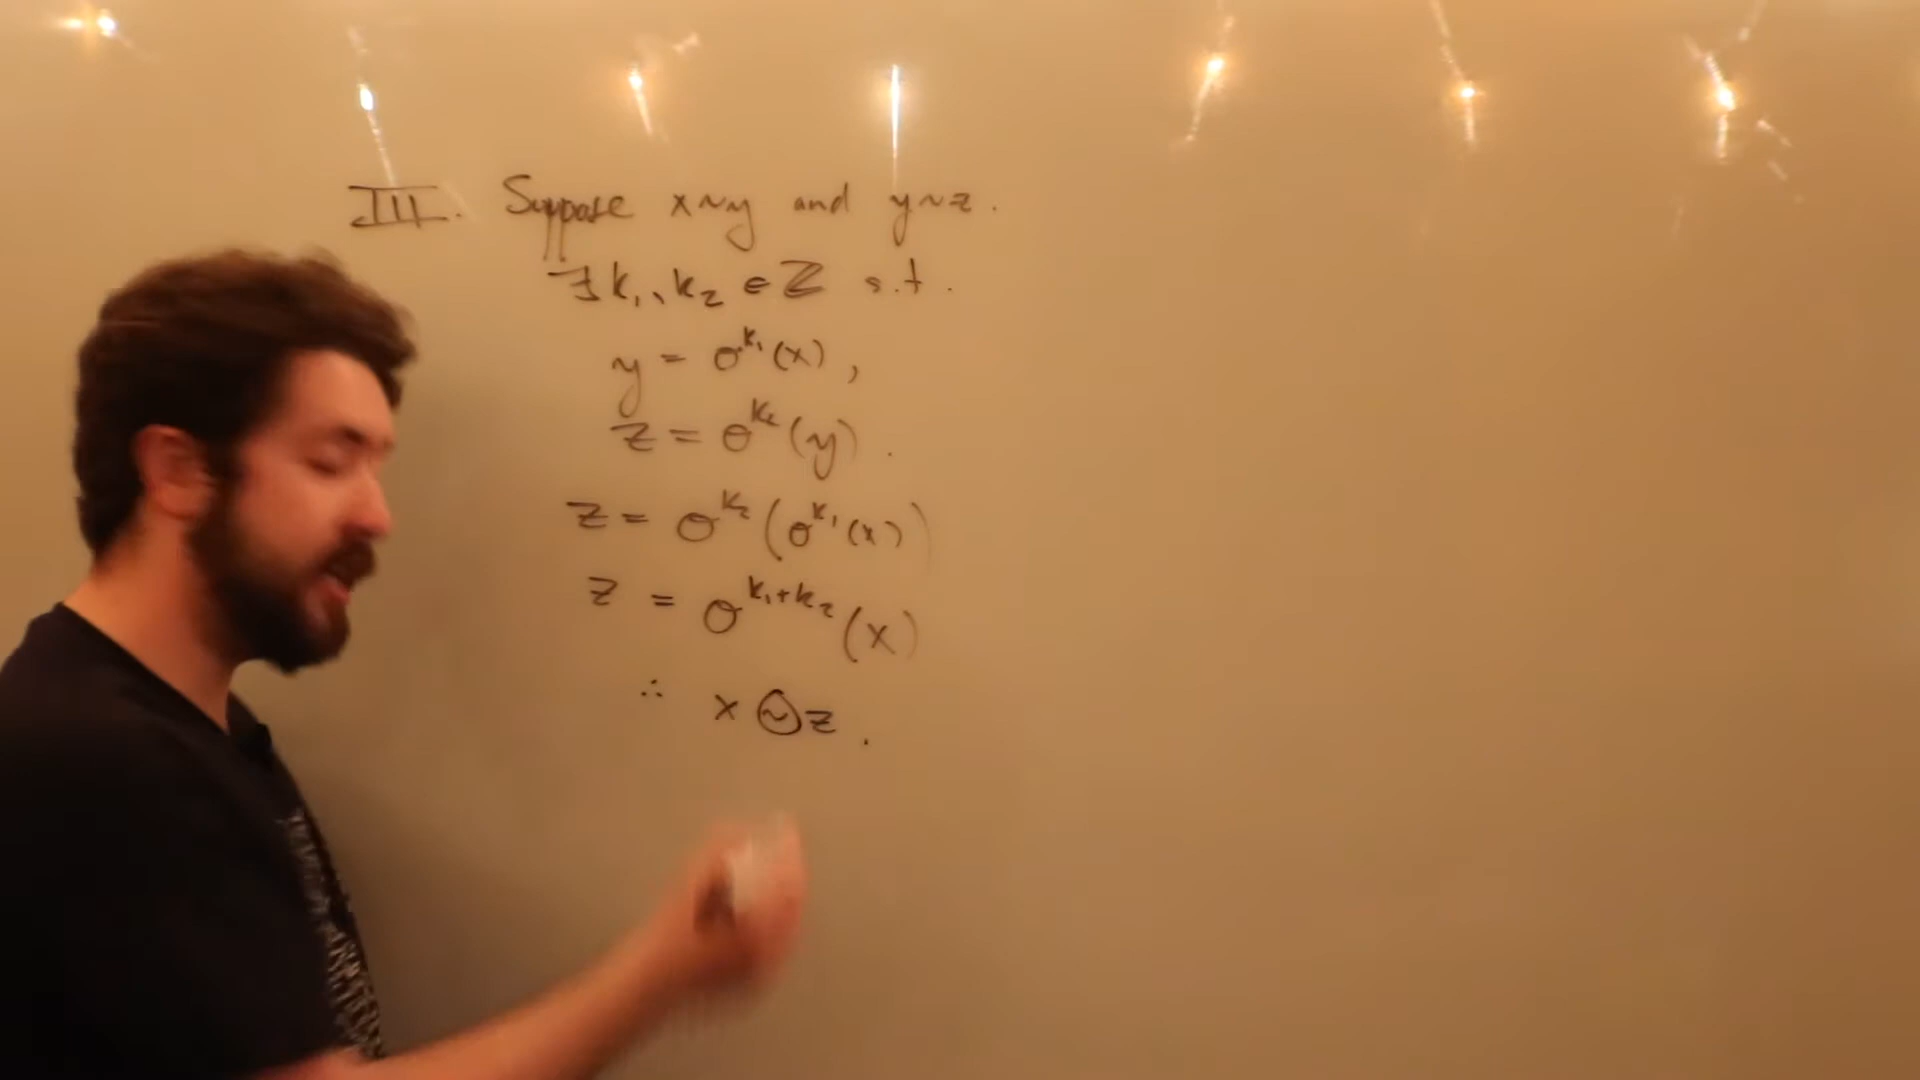 III. Suppose x~y and y~z.
∃ k₁, k₂ ∈ ℤ s.t.
y = σ^k₁(x),
z = σ^k₂(y).
z = σ^k₂(σ^k₁(x))
z = σ^k₁+k₂(x)
∴ x ~ z.